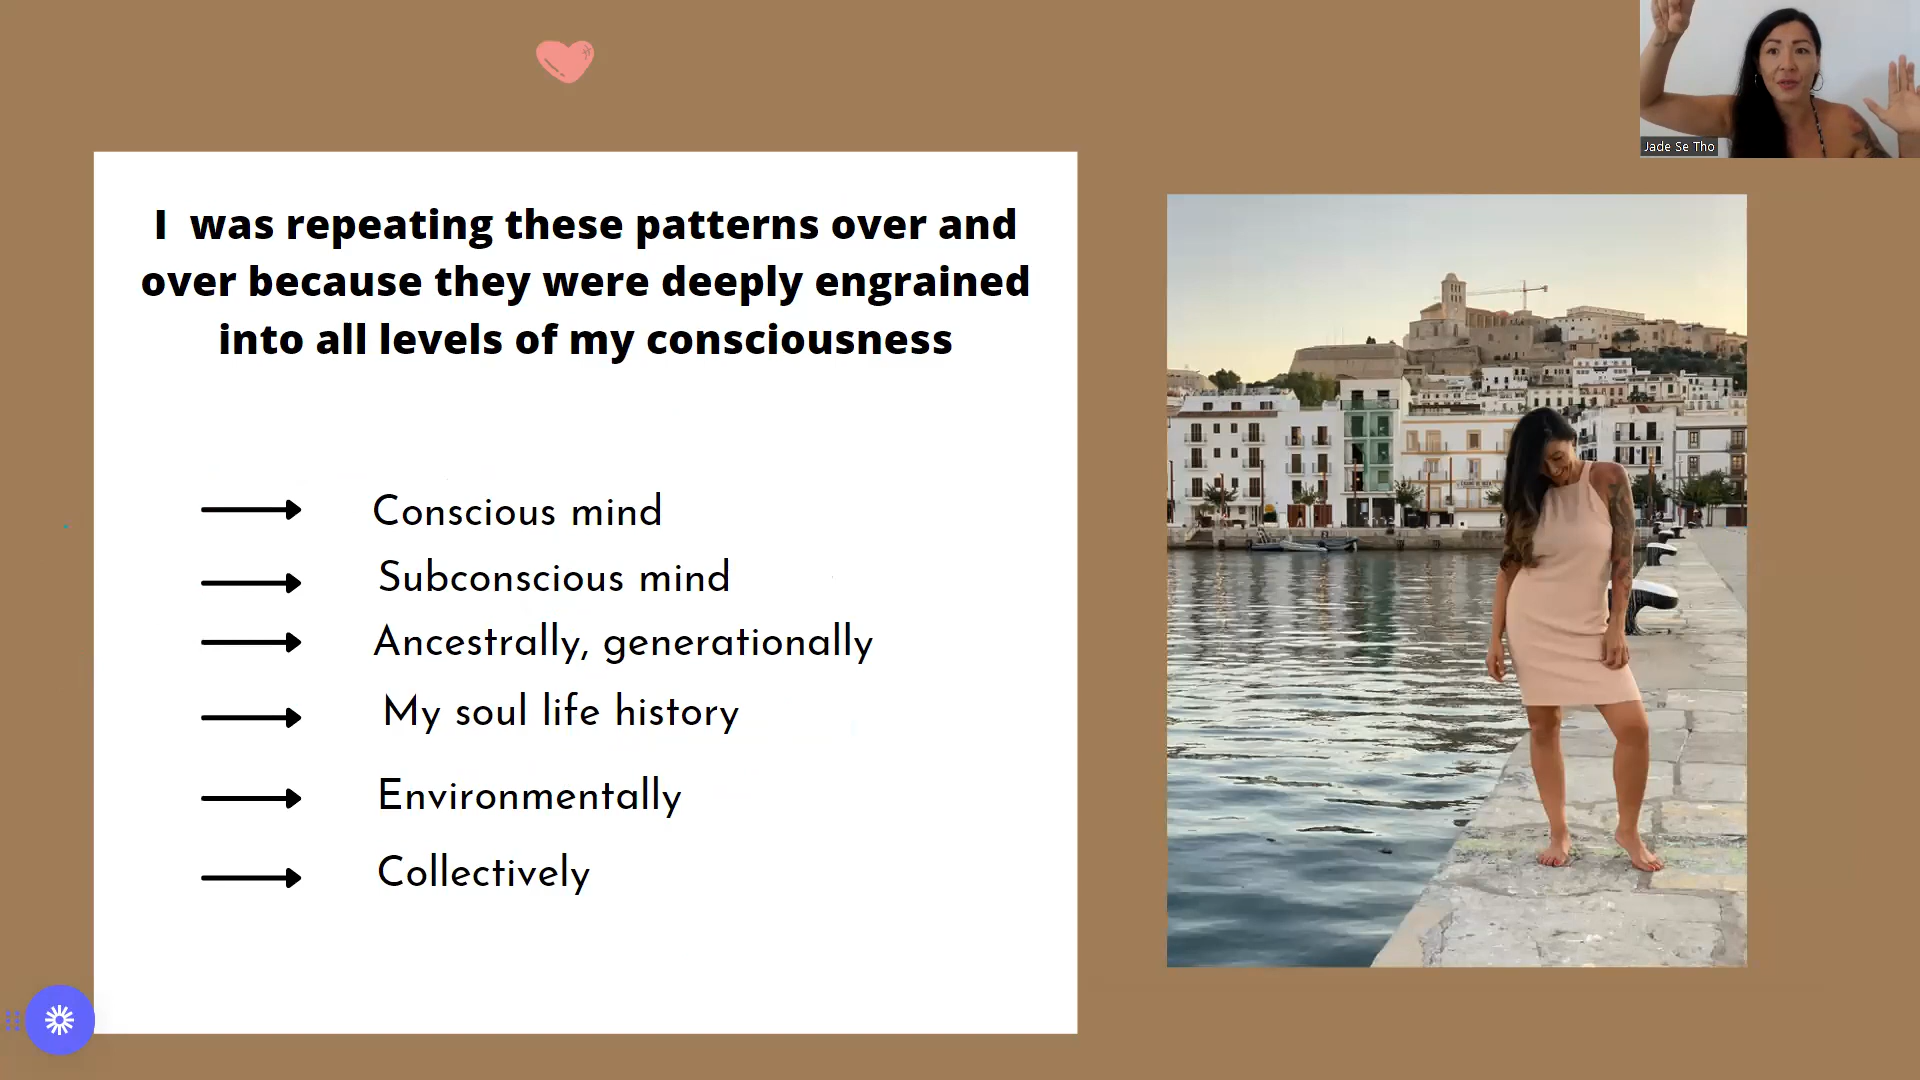 Jade Se Tho
I was repeating these patterns over and
over because they were deeply engrained
into all levels of my consciousness
Conscious mind
Subconscious mind
Ancestrally, generationally
My soul life history
Environmentally
Collectively